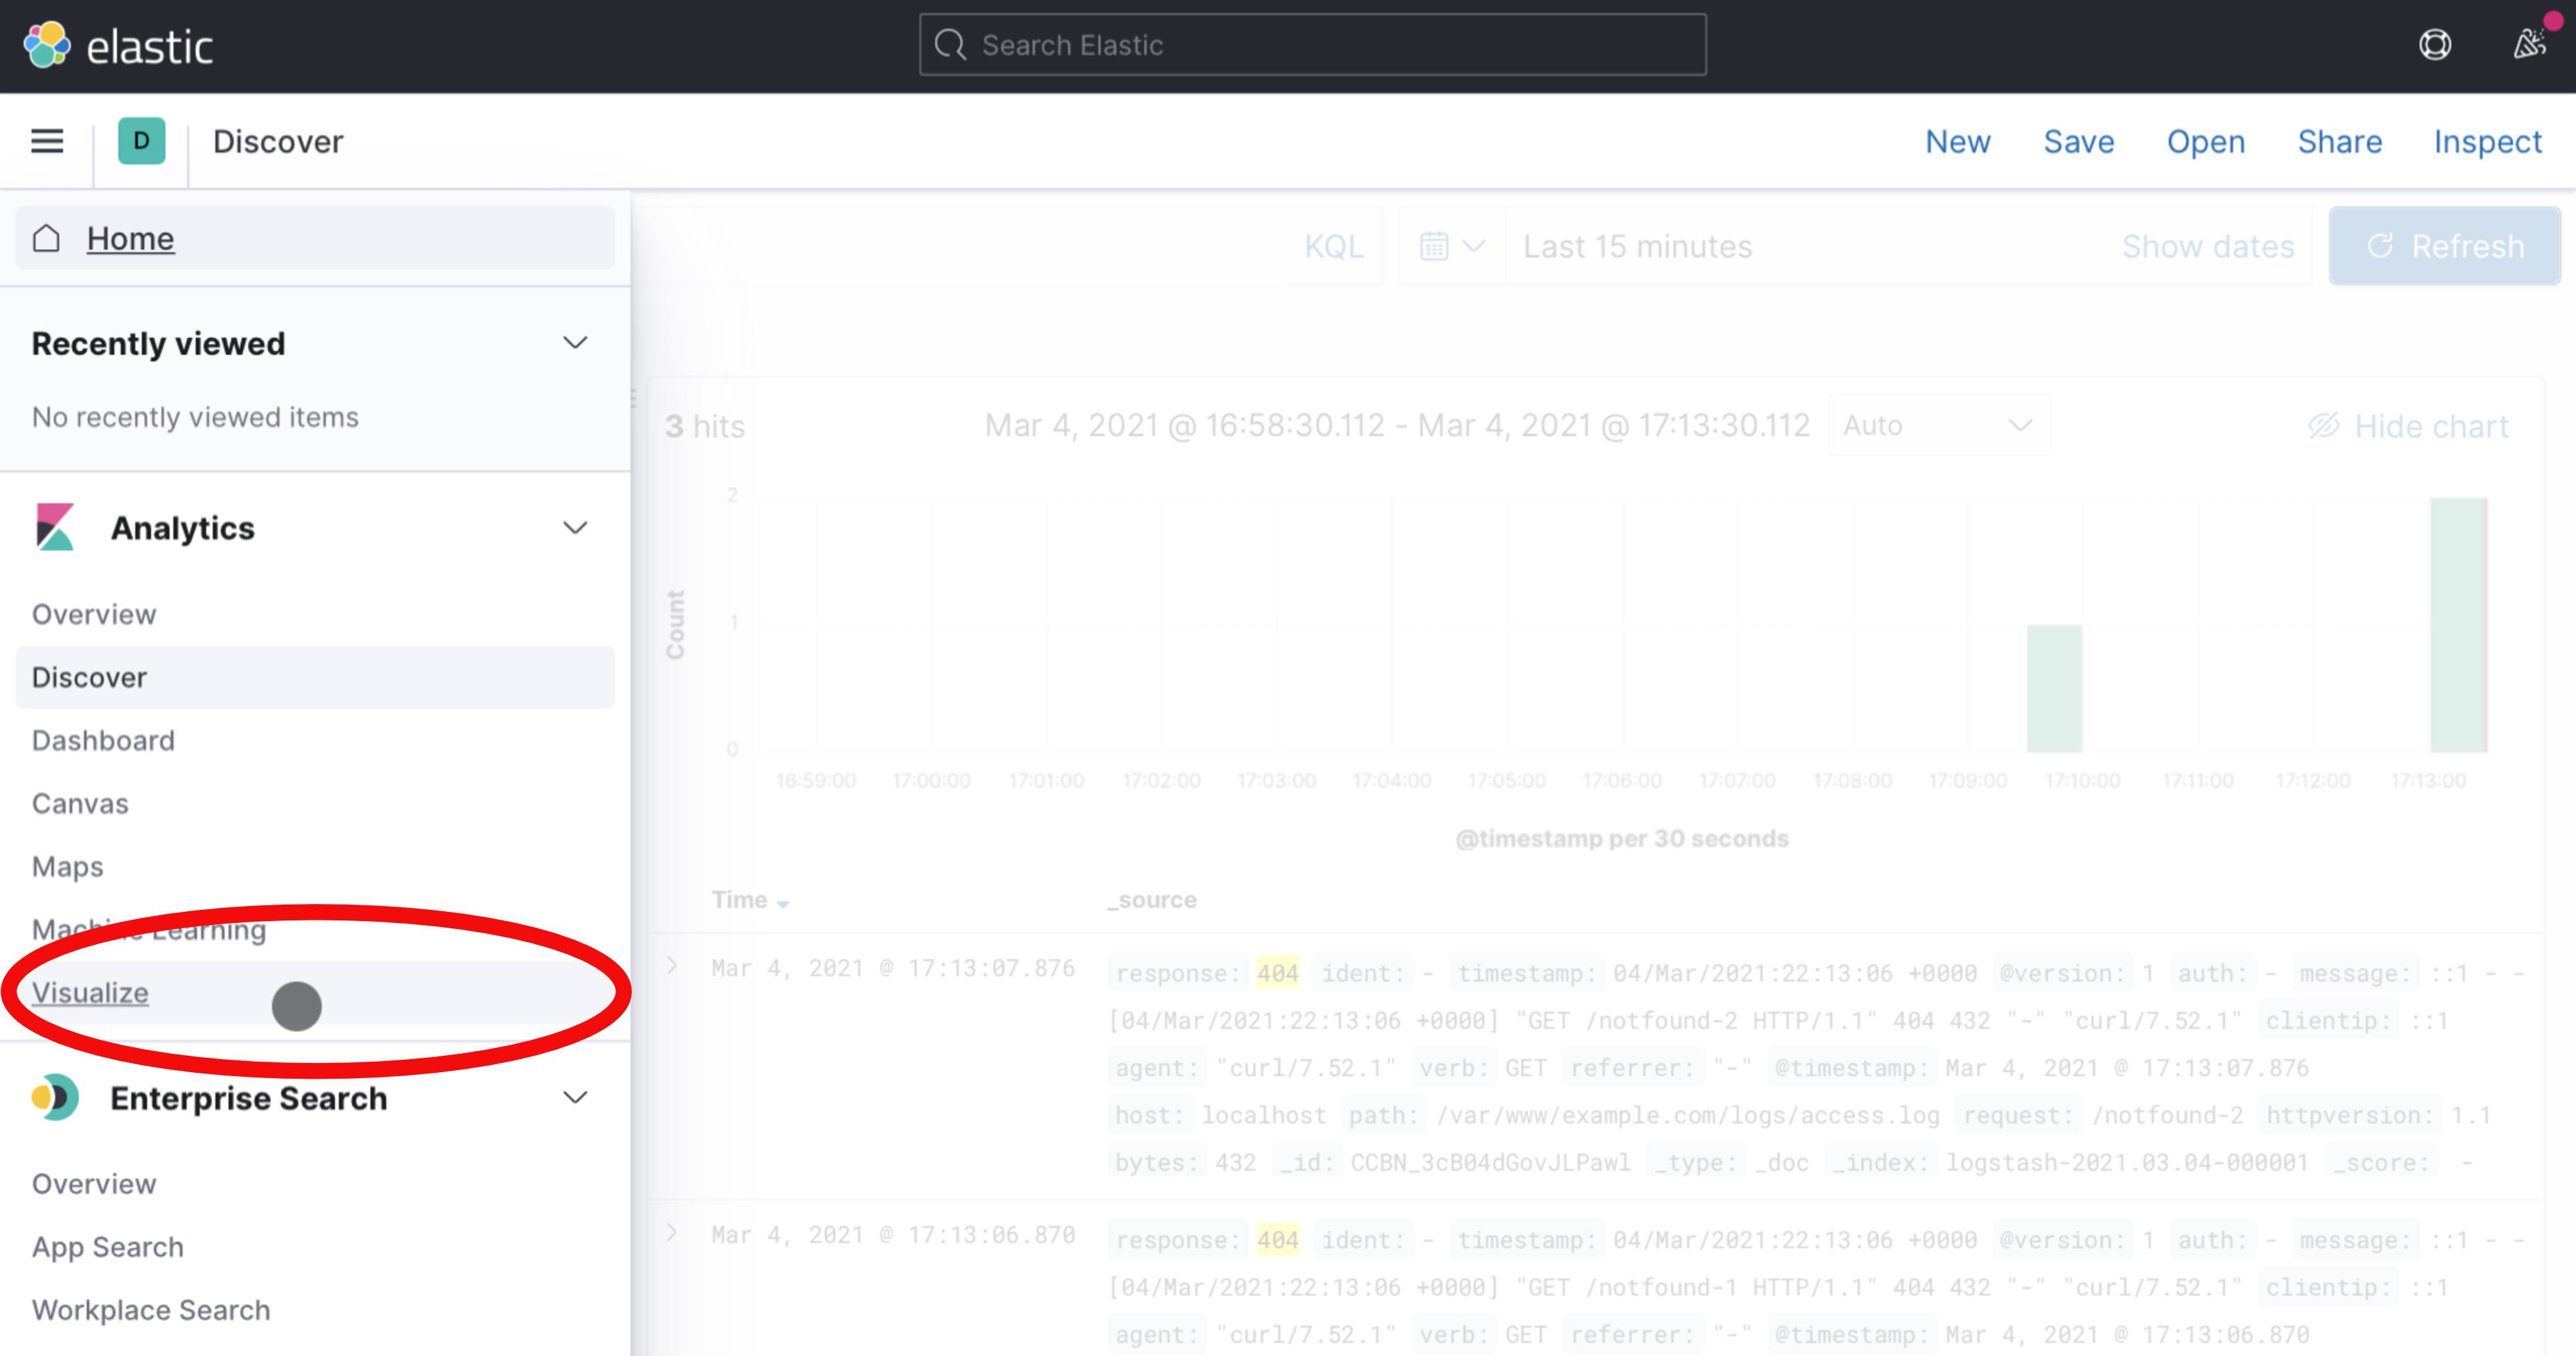 elastic
Search Elastic
D
Discover
New Save Open Share Inspect
Home
Recently viewed
No recently viewed items
Analytics
Overview
Discover
Dashboard
Canvas
Maps
Machine Learning
Visualize
Enterprise Search
Overview
App Search
Workplace Search
KQL Last 15 minutes Show dates Refresh
3 hits Mar 4, 2021 @ 16:58:30.112 - Mar 4, 2021 @ 17:13:30.112 Auto Hide chart
2
1
0
Count
16:59:00 17:00:00 17:01:00 17:02:00 17:03:00 17:04:00 17:05:00 17:06:00 17:07:00 17:08:00 17:09:00 17:10:00 17:11:00 17:12:00 17:13:00
@timestamp per 30 seconds
Time _source
Mar 4, 2021 @ 17:13:07.876 response: 404 ident: - timestamp: 04/Mar/2021:22:13:06 +0000 @version: 1 auth: - message: ::1 - -
[04/Mar/2021:22:13:06 +0000] "GET /notfound-2 HTTP/1.1" 404 432 "-" "curl/7.52.1" clientip: ::1
agent: "curl/7.52.1" verb: GET referrer: "-" @timestamp: Mar 4, 2021 @ 17:13:07.876
host: localhost path: /var/www/example.com/logs/access.log request: /notfound-2 httpversion: 1.1
bytes: 432 _id: CCBN_3cB04dGovJLPawl _type: _doc _index: logstash-2021.03.04-000001 _score: -
Mar 4, 2021 @ 17:13:06.870 response: 404 ident: - timestamp: 04/Mar/2021:22:13:06 +0000 @version: 1 auth: - message: ::1 - -
[04/Mar/2021:22:13:06 +0000] "GET /notfound-1 HTTP/1.1" 404 432 "-" "curl/7.52.1" clientip: ::1
agent: "curl/7.52.1" verb: GET referrer: "-" @timestamp: Mar 4, 2021 @ 17:13:06.870